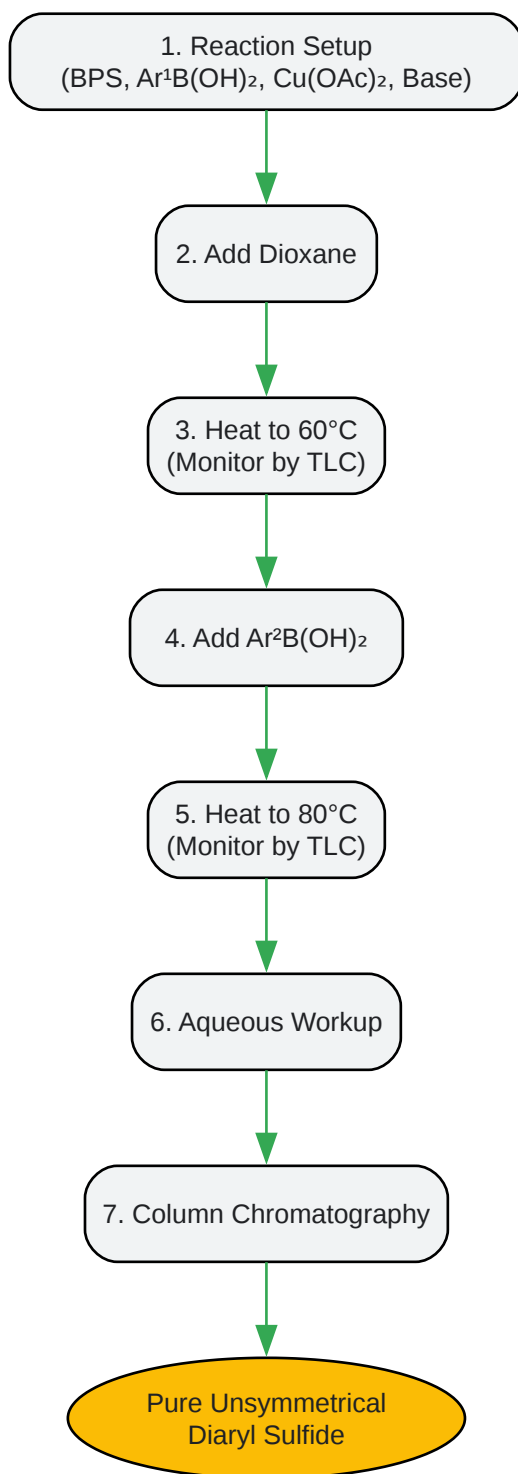 1. Reaction Setup
(BPS, Ar¹B(OH)₂, Cu(OAc)₂, Base)
2. Add Dioxane
3. Heat to 60°C
(Monitor by TLC)
4. Add Ar²B(OH)₂
5. Heat to 80°C
(Monitor by TLC)
6. Aqueous Workup
7. Column Chromatography
Pure Unsymmetrical
Diaryl Sulfide